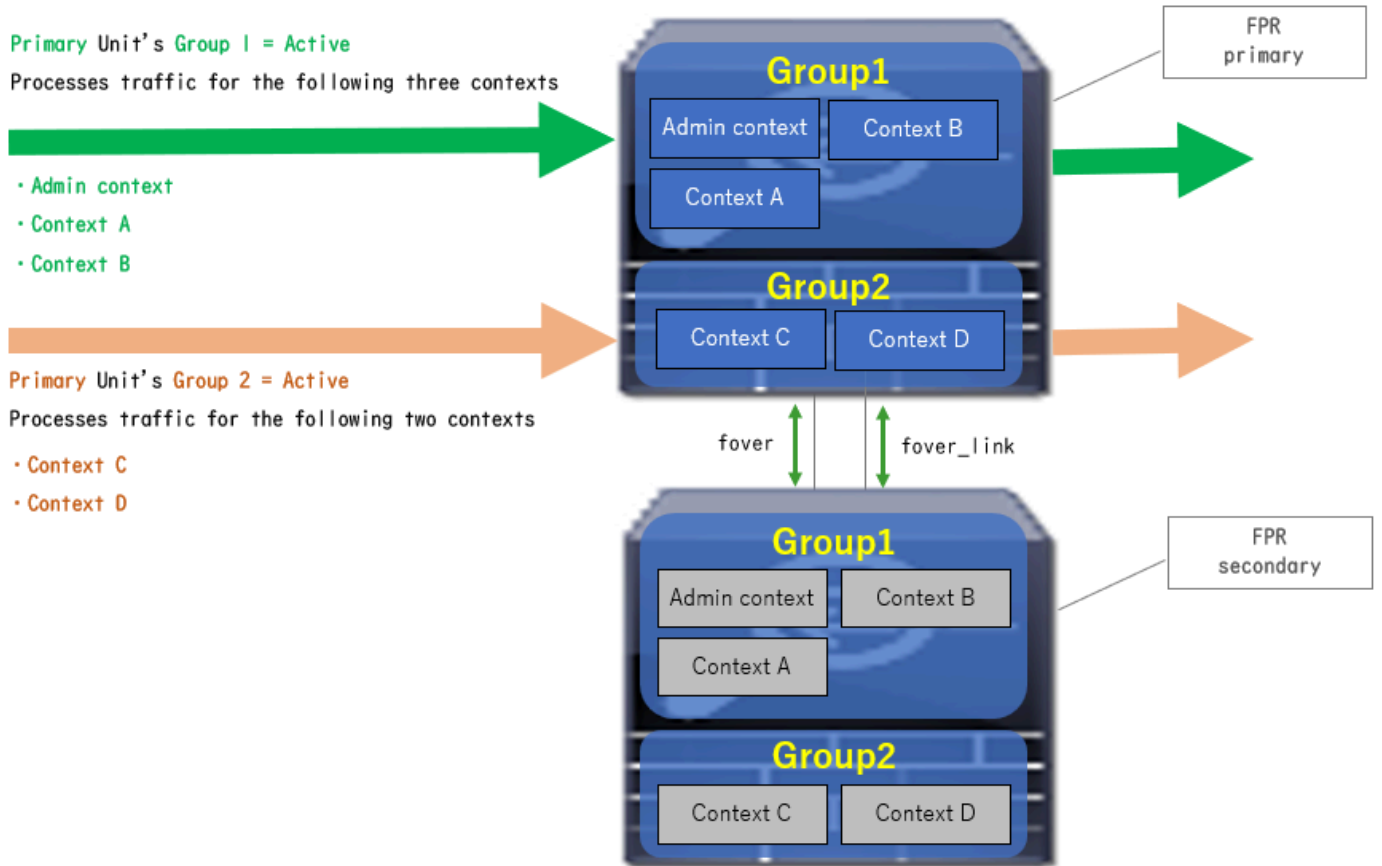 Primary Unit's Group 1 = Active
Processes traffic for the following three contexts
・Admin context
・Context A
・Context B
Primary Unit's Group 2 = Active
Processes traffic for the following two contexts
・Context C
・Context D
Group1
Admin context
Context B
Context A
Group2
Context C
Context D
FPR
primary
fover
fover_link
Group1
Admin context
Context B
Context A
Group2
Context C
Context D
FPR
secondary